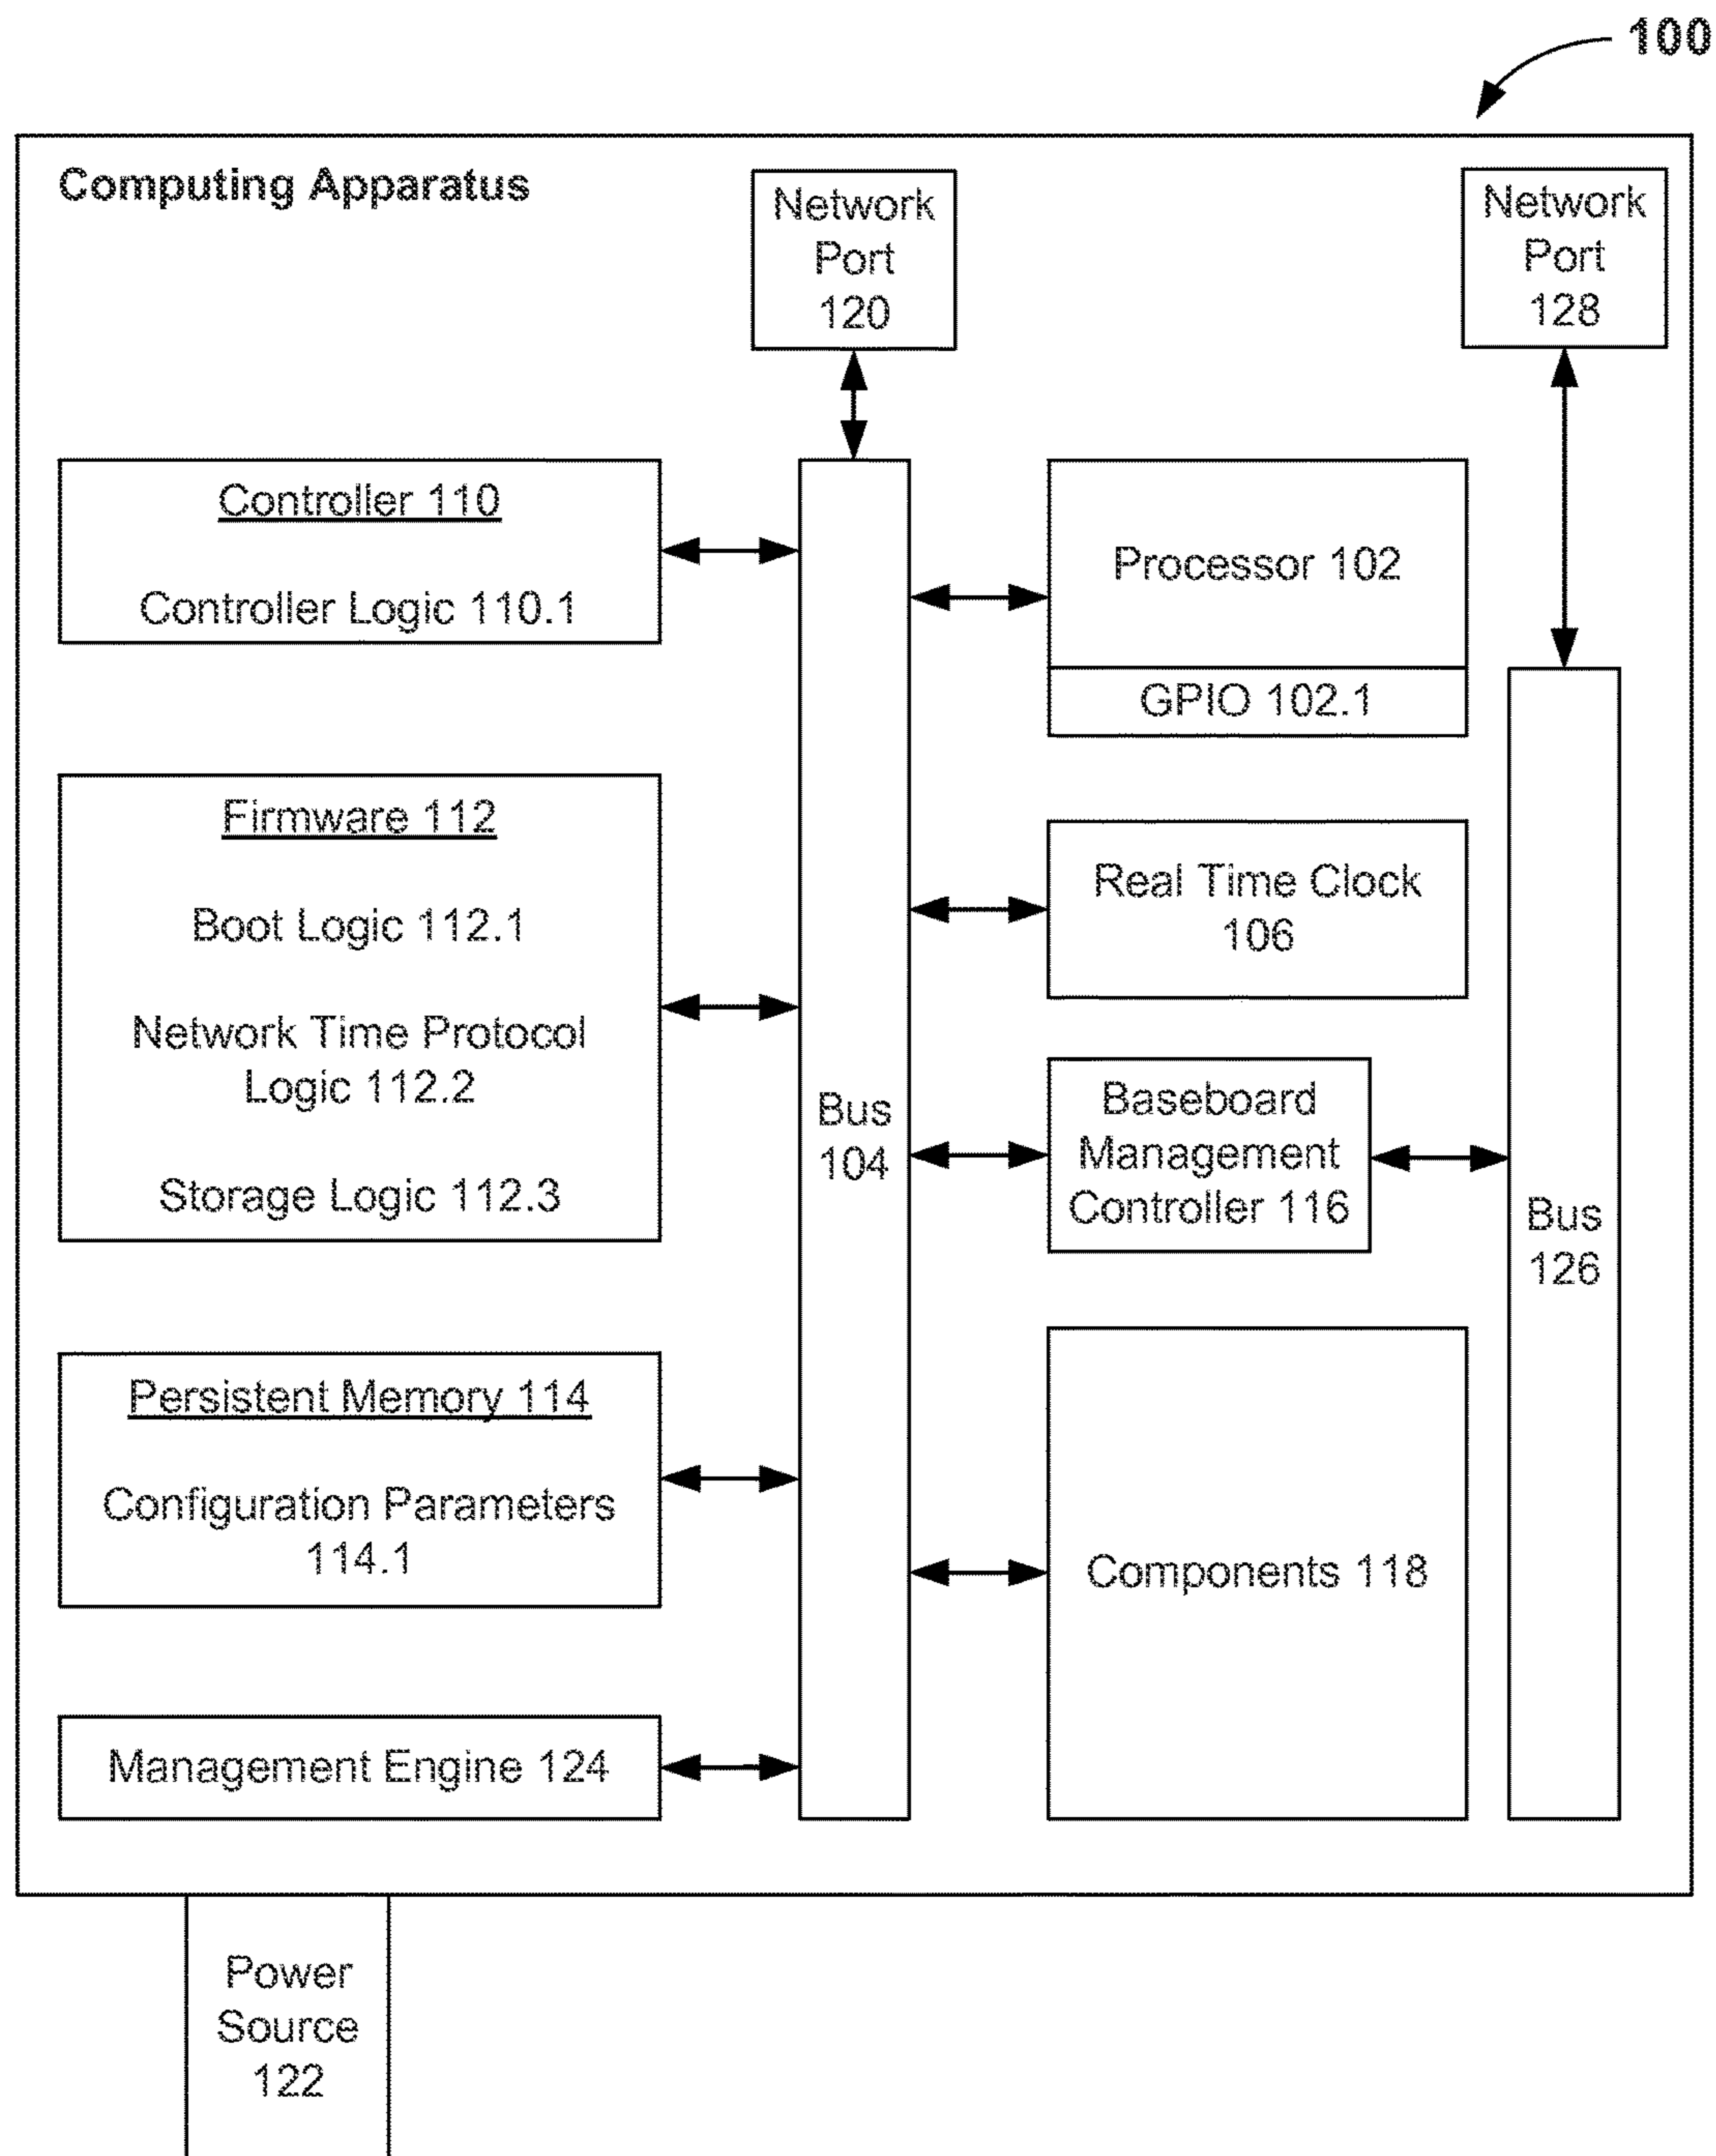 100
Computing Apparatus
Network
Port
120
Network
Port
128
Controller 110
Controller Logic 110.1
Processor 102
GPIO 102.1
Firmware 112
Boot Logic 112.1
Network Time Protocol
Logic 112.2
Storage Logic 112.3
Real Time Clock
106
Bus
104
Baseboard
Management
Controller 116
Bus
126
Persistent Memory 114
Configuration Parameters
114.1
Components 118
Management Engine 124
Power
Source
122